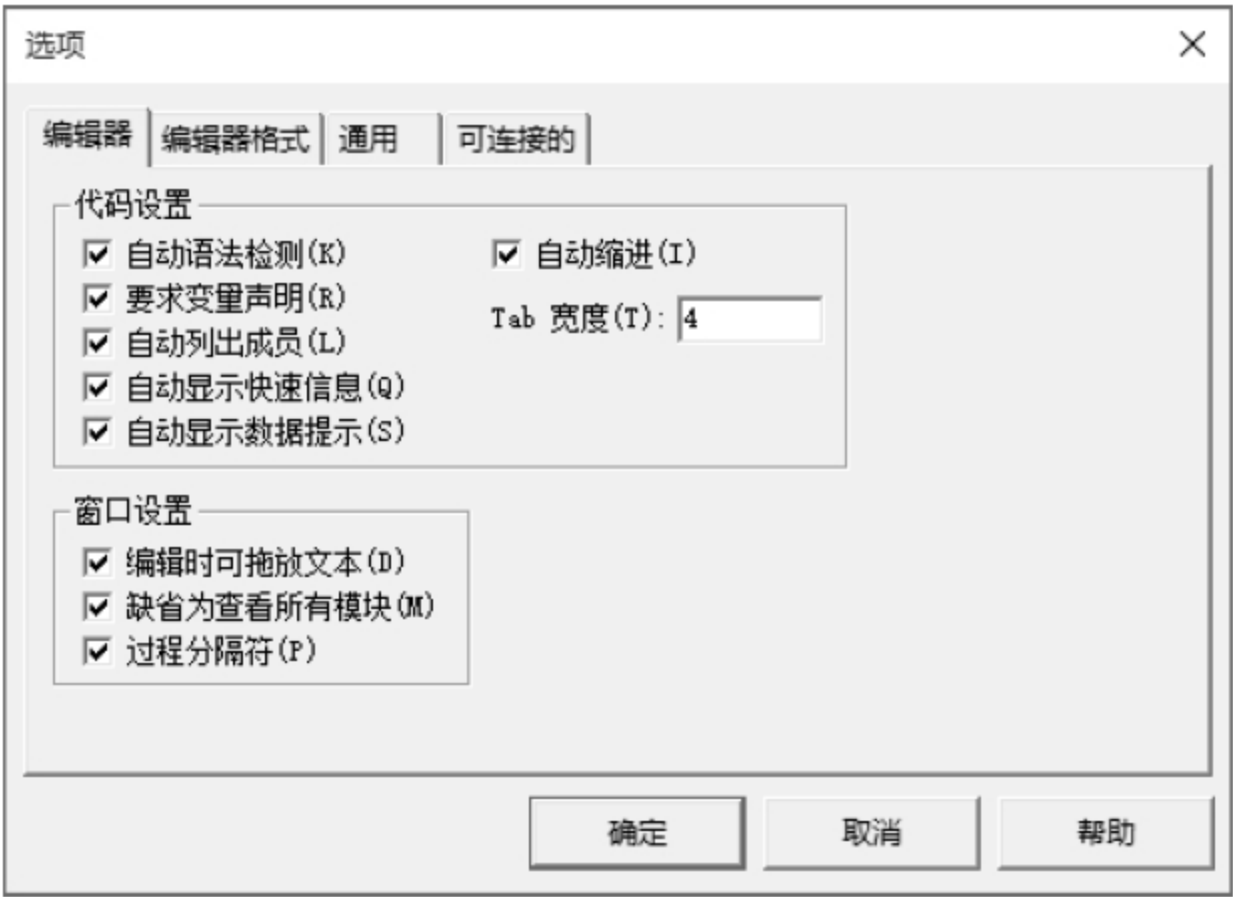 选项
编辑器 编辑器格式 通用 可连接的
代码设置
自动语法检测(K) 自动缩进(I)
要求变量声明(R)
Tab 宽度(T): 4
自动列出成员(L)
自动显示快速信息(Q)
自动显示数据提示(S)
窗口设置
编辑时可拖放文本(D)
缺省为查看所有模块(M)
过程分隔符(P)
确定 取消 帮助